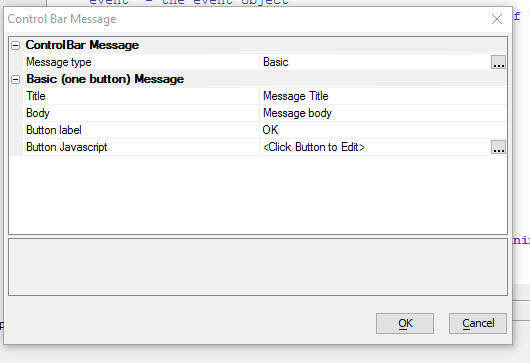 event - the event object
Control Bar Message
f
ControlBar Message
Message type Basic ...
Basic (one button) Message
Title Message Title
Body Message body
Button label OK
Button Javascript <Click Button to Edit> ...
nin
OK Cancel